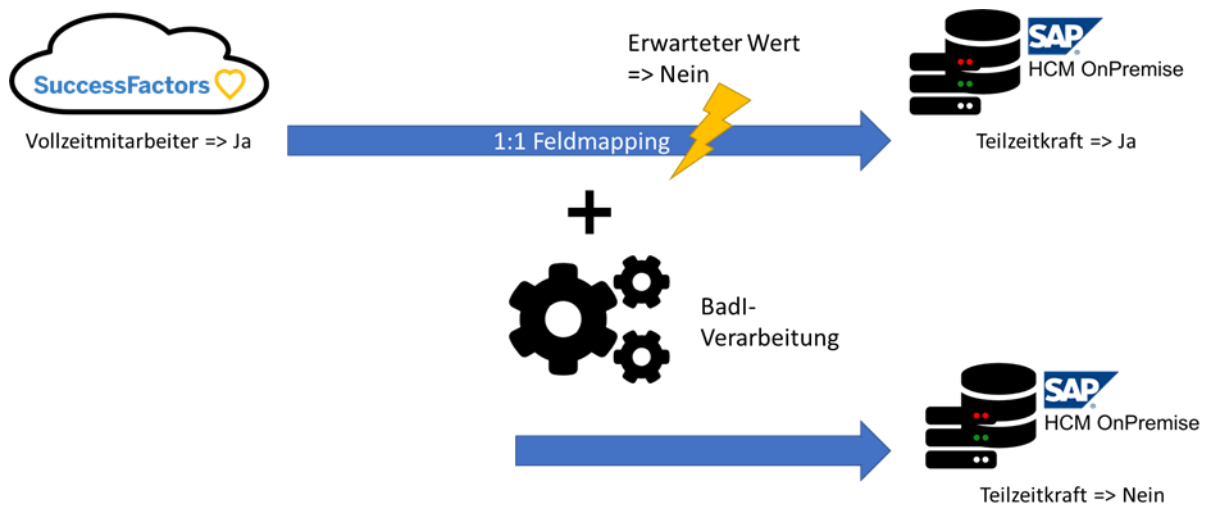 SuccessFactors
Vollzeitmitarbeiter => Ja
1:1 Feldmapping
Erwarteter Wert
=> Nein
SAP
®
HCM OnPremise
Teilzeitkraft => Ja
+
BadI-
Verarbeitung
SAP
®
HCM OnPremise
Teilzeitkraft => Nein